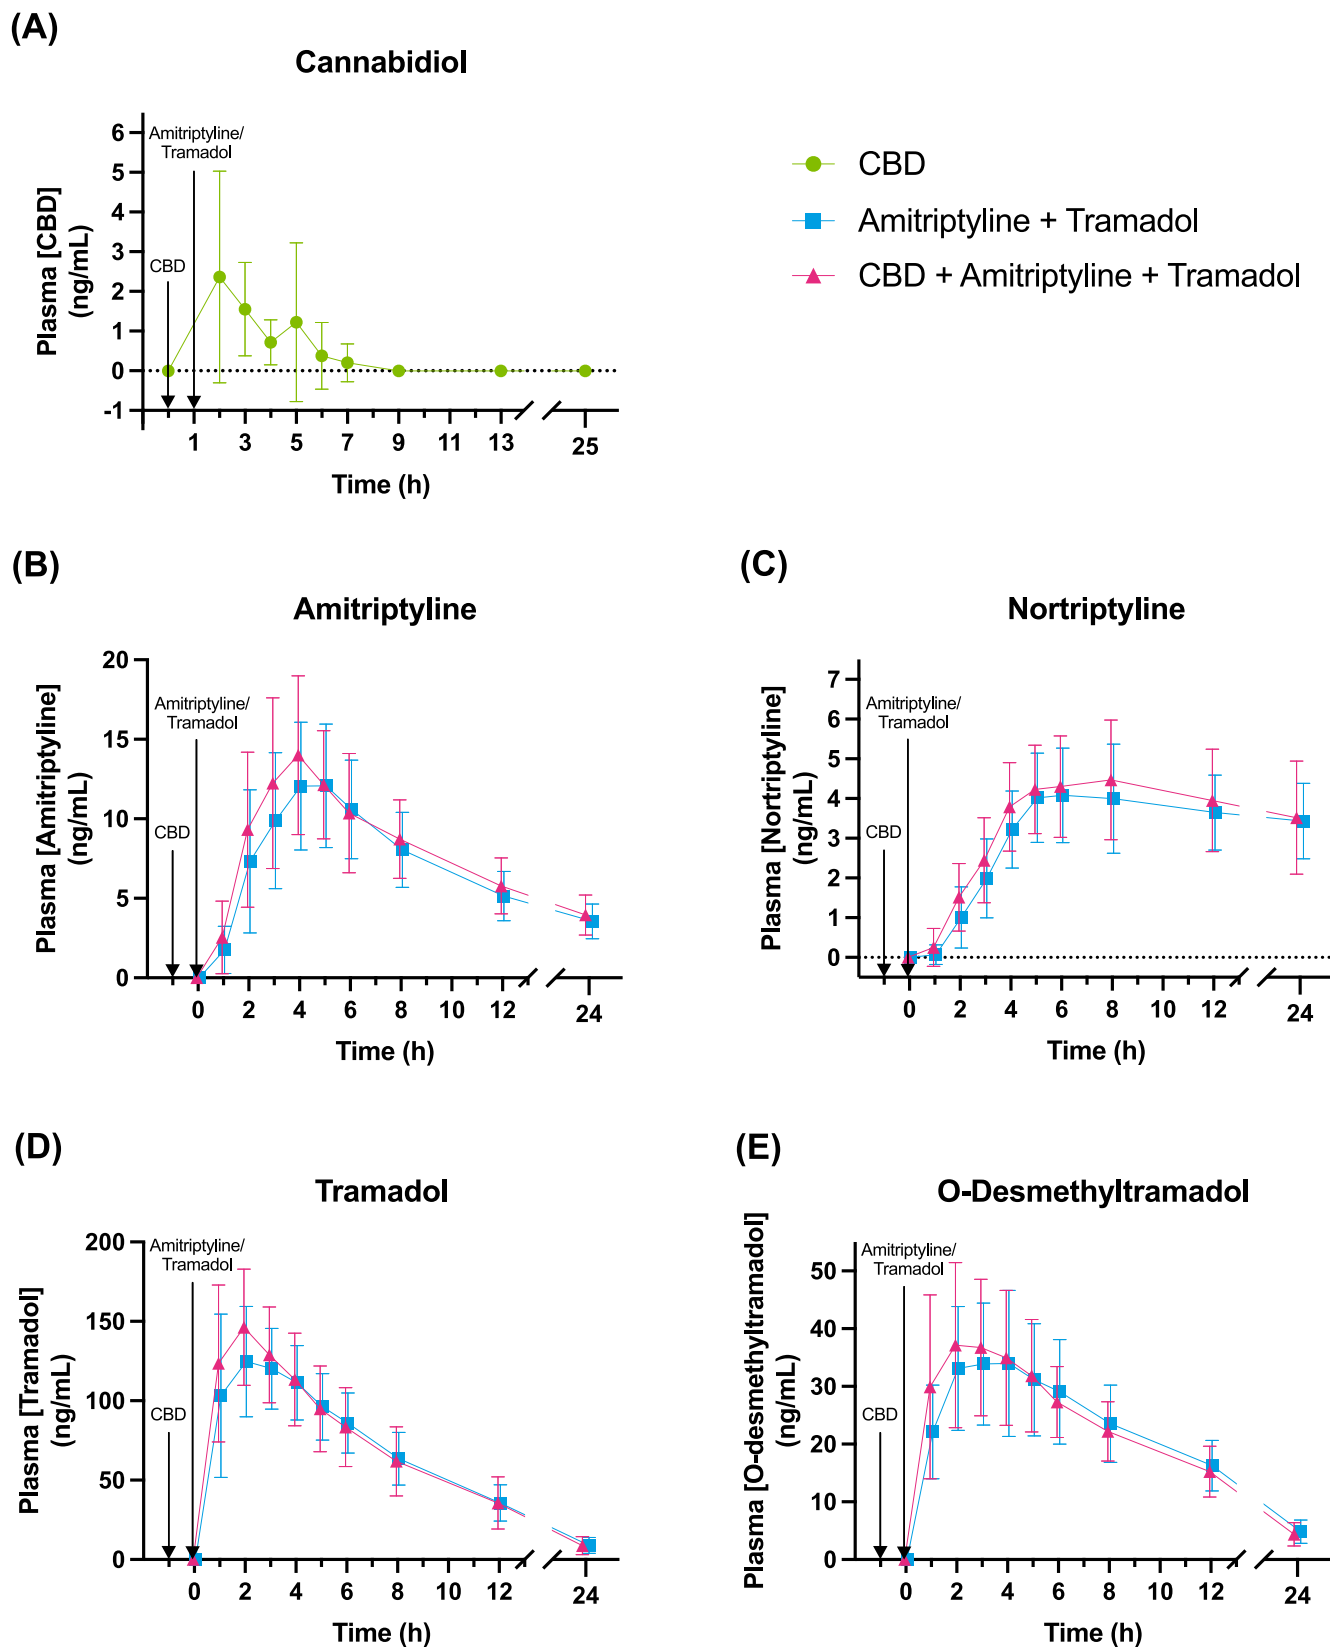 (A)
Cannabidiol
Plasma [CBD]
(ng/mL)
6
5
4
3
2
1
0
-1
Amitriptyline/
Tramadol
CBD
1
3
5
7
9
11
13
25
Time (h)
CBD
Amitriptyline + Tramadol
CBD + Amitriptyline + Tramadol
(B)
Amitriptyline
Plasma [Amitriptyline]
(ng/mL)
20
15
10
5
0
Amitriptyline/
Tramadol
CBD
0
2
4
6
8
10
12
24
Time (h)
(C)
Nortriptyline
Plasma [Nortriptyline]
(ng/mL)
7
6
5
4
3
2
1
0
Amitriptyline/
Tramadol
CBD
0
2
4
6
8
10
12
24
Time (h)
(D)
Tramadol
Plasma [Tramadol]
(ng/mL)
200
150
100
50
0
Amitriptyline/
Tramadol
CBD
0
2
4
6
8
10
12
24
Time (h)
(E)
O-Desmethyltramadol
Plasma [O-desmethyltramadol]
(ng/mL)
50
40
30
20
10
0
Amitriptyline/
Tramadol
CBD
0
2
4
6
8
10
12
24
Time (h)